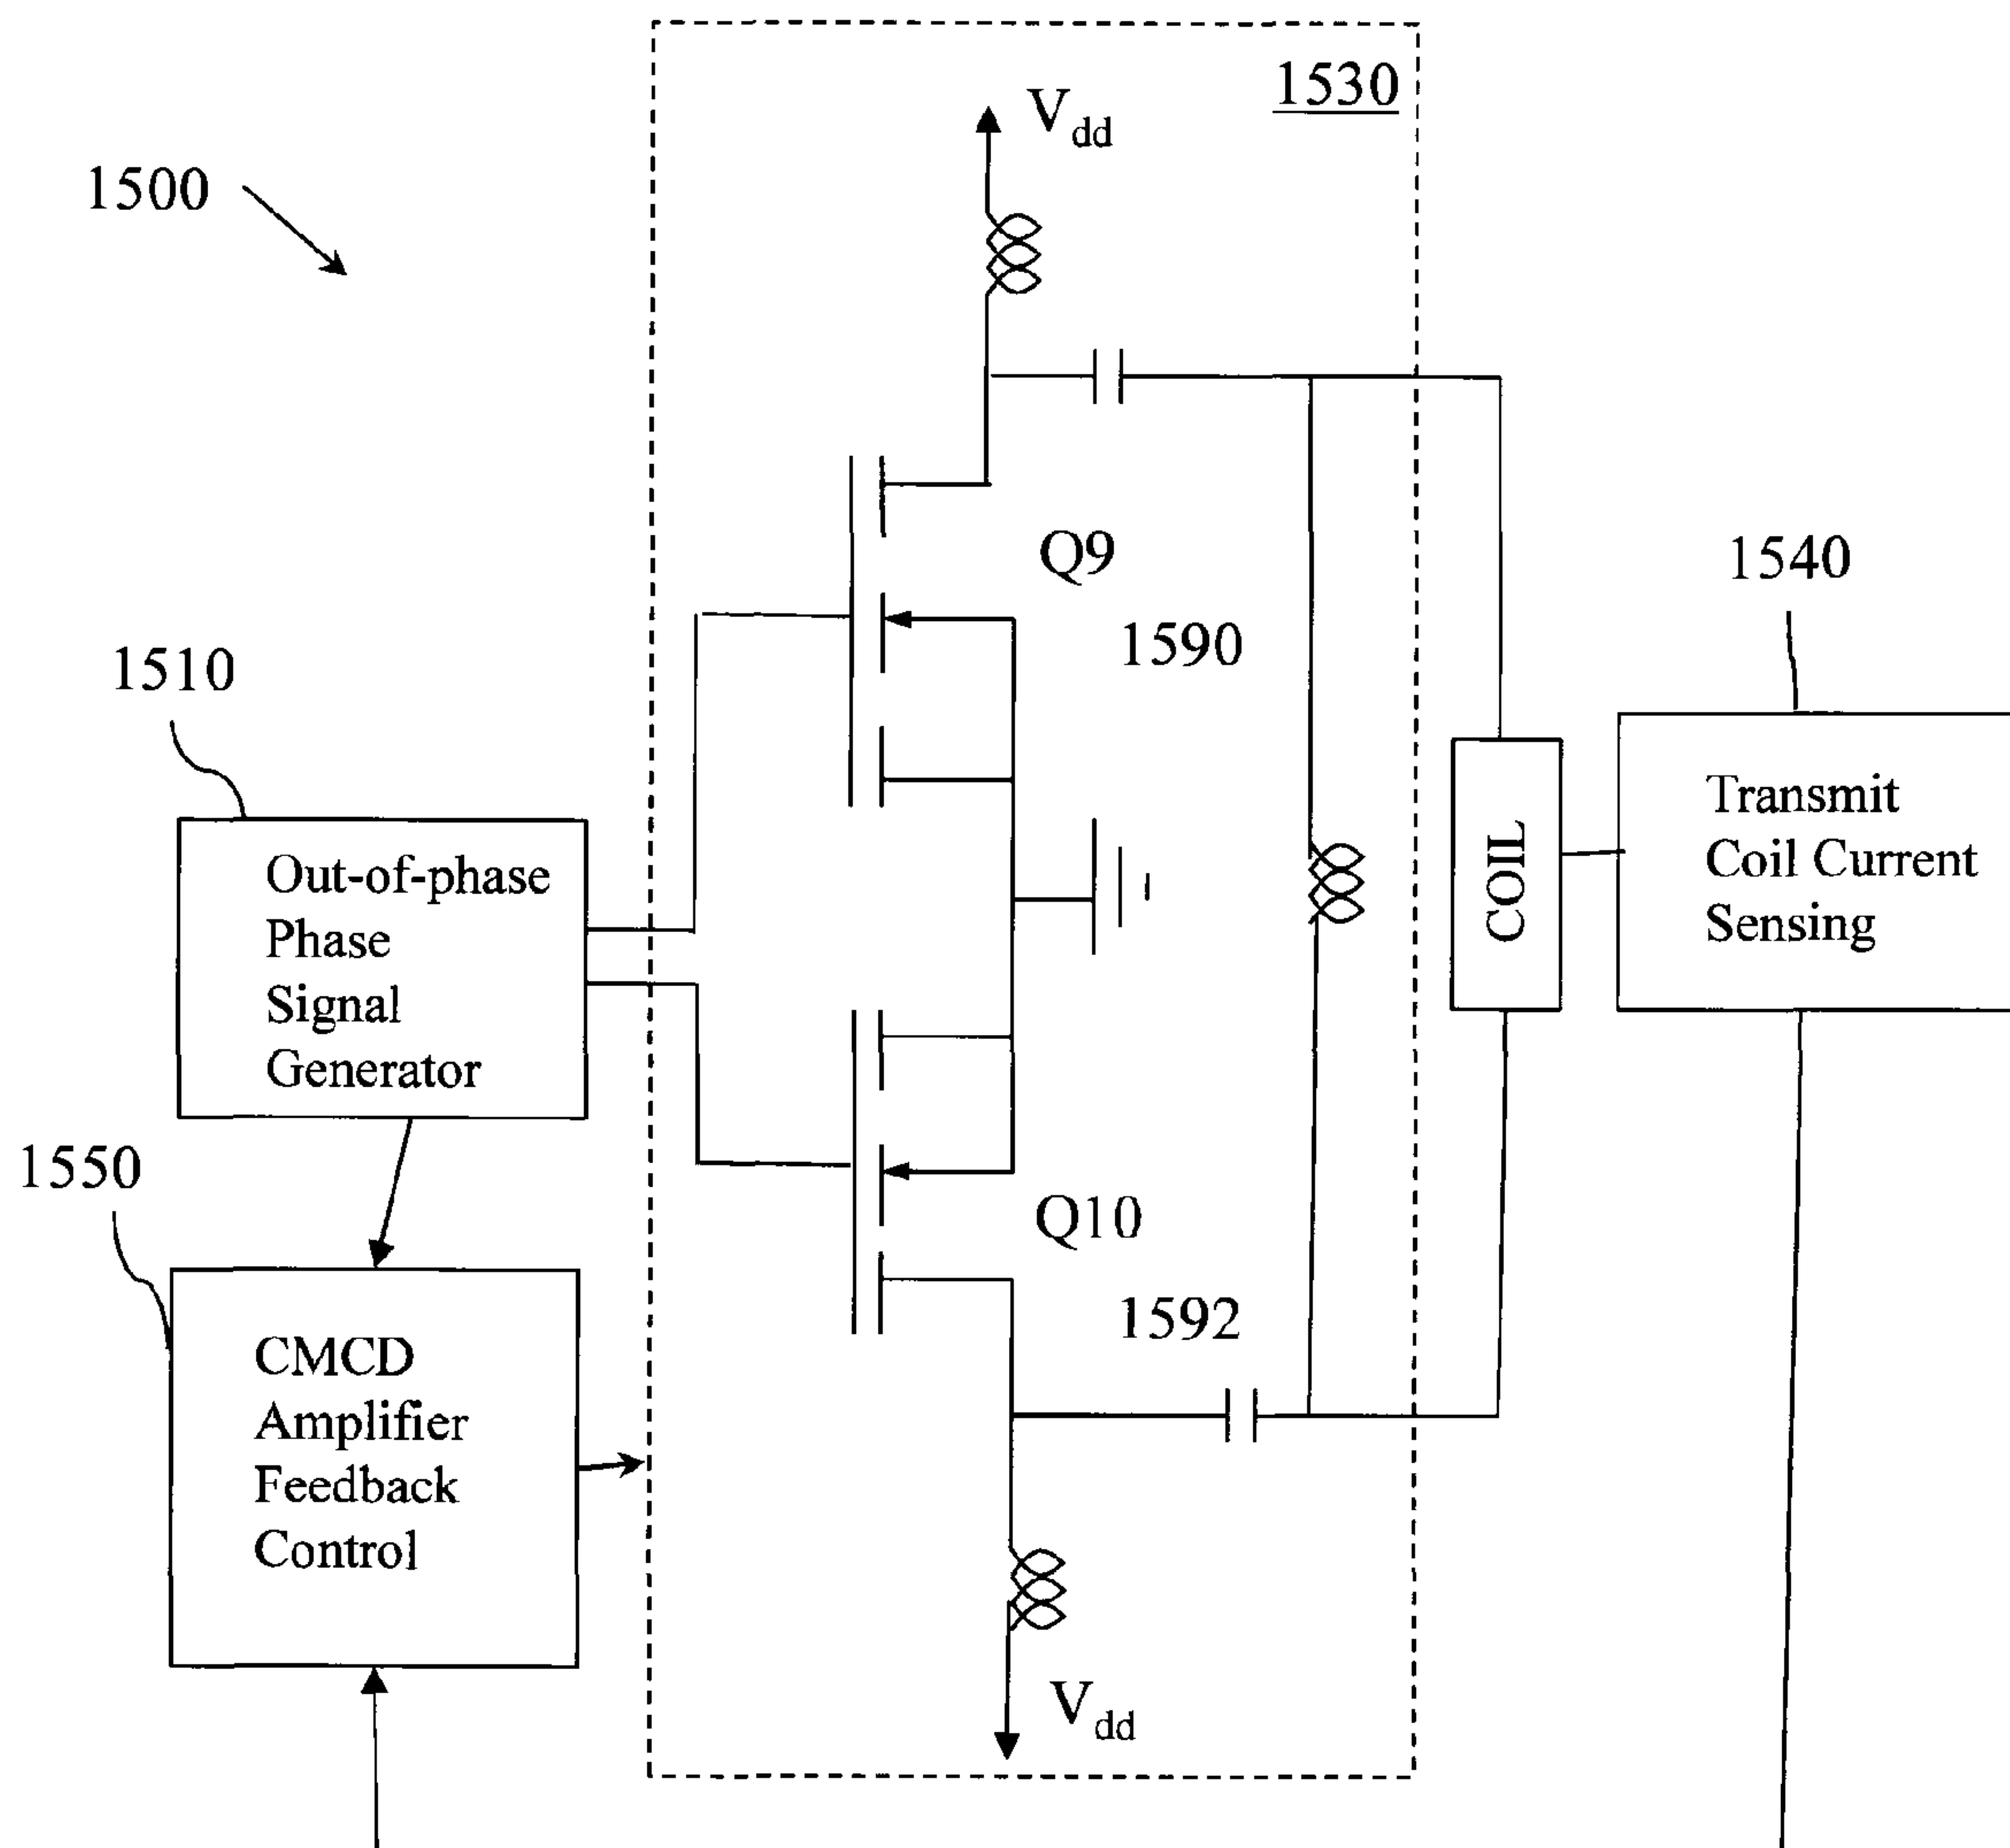 1530
Vdd
1500
Q9
1590
1540
1510
Transmit
Coil Current
Sensing
COIL
Out-of-phase
Phase
Signal
Generator
1550
Q10
1592
CMCD
Amplifier
Feedback
Control
Vdd